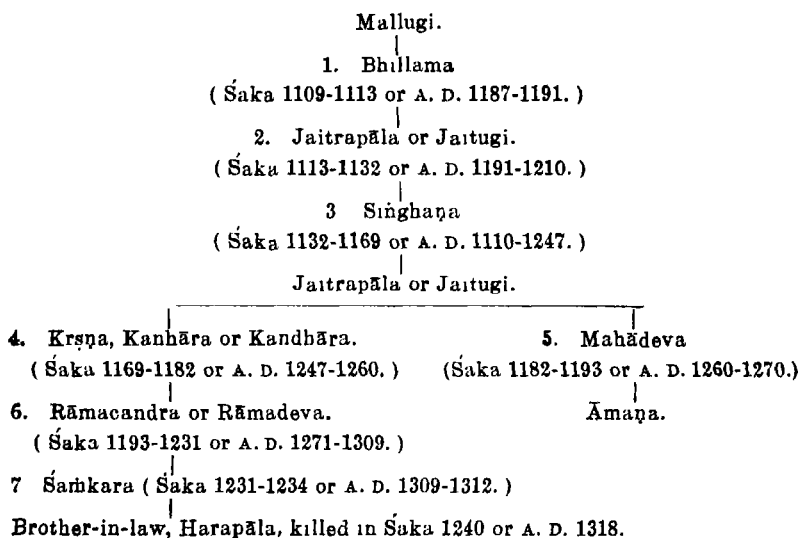 Mallugi.
1. Bhillama
( Śaka 1109-1113 or A. D. 1187-1191. )
2. Jaitrapāla or Jaitugi.
( Śaka 1113-1132 or A. D. 1191-1210. )
3 Siṅghaṇa
( Śaka 1132-1169 or A. D. 1110-1247. )
Jaitrapāla or Jaitugi.
4. Kṛṣṇa, Kanhāra or Kandhāra. 5. Mahādeva
( Śaka 1169-1182 or A. D. 1247-1260. ) (Śaka 1182-1193 or A. D. 1260-1270.)
6. Rāmacandra or Rāmadeva. Āmaṇa.
( Śaka 1193-1231 or A. D. 1271-1309. )
7 Śaṁkara ( Śaka 1231-1234 or A. D. 1309-1312. )
Brother-in-law, Harapāla, killed in Śaka 1240 or A. D. 1318.